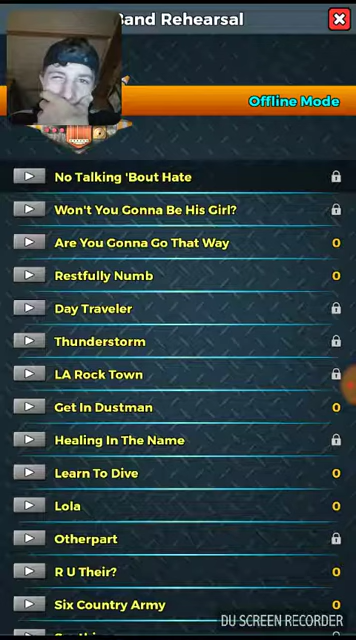 Band Rehearsal
Offline Mode
No Talking 'Bout Hate
Won't You Gonna Be His Girl?
Are You Gonna Go That Way 0
Restfully Numb 0
Day Traveler
Thunderstorm
LA Rock Town
Get In Dustman 0
Healing In The Name
Learn To Dive 0
Lola 0
Otherpart
R U Their? 0
Six Country Army 0
DU SCREEN RECORDER